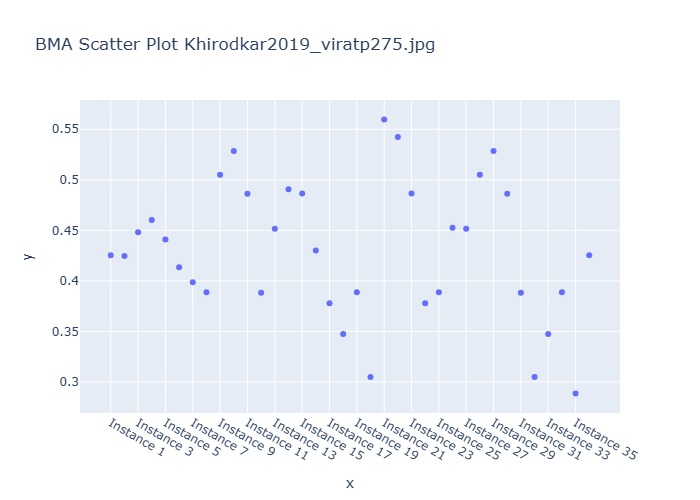 BMA Scatter Plot Khirodkar2019_viratp275.jpg
0.55
0.5
0.45
0.4
0.35
0.3
y
Instance 1
Instance 3
Instance 5
Instance 7
Instance 9
Instance 11
Instance 13
Instance 15
Instance 17
Instance 19
Instance 21
Instance 23
Instance 25
Instance 27
Instance 29
Instance 31
Instance 33
Instance 35
x